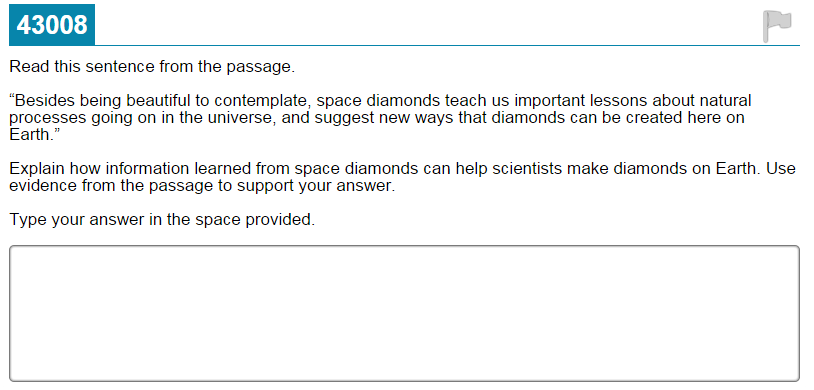 43008
Read this sentence from the passage.
“Besides being beautiful to contemplate, space diamonds teach us important lessons about natural
processes going on in the universe, and suggest new ways that diamonds can be created here on
Earth.”
Explain how information learned from space diamonds can help scientists make diamonds on Earth. Use
evidence from the passage to support your answer.
Type your answer in the space provided.